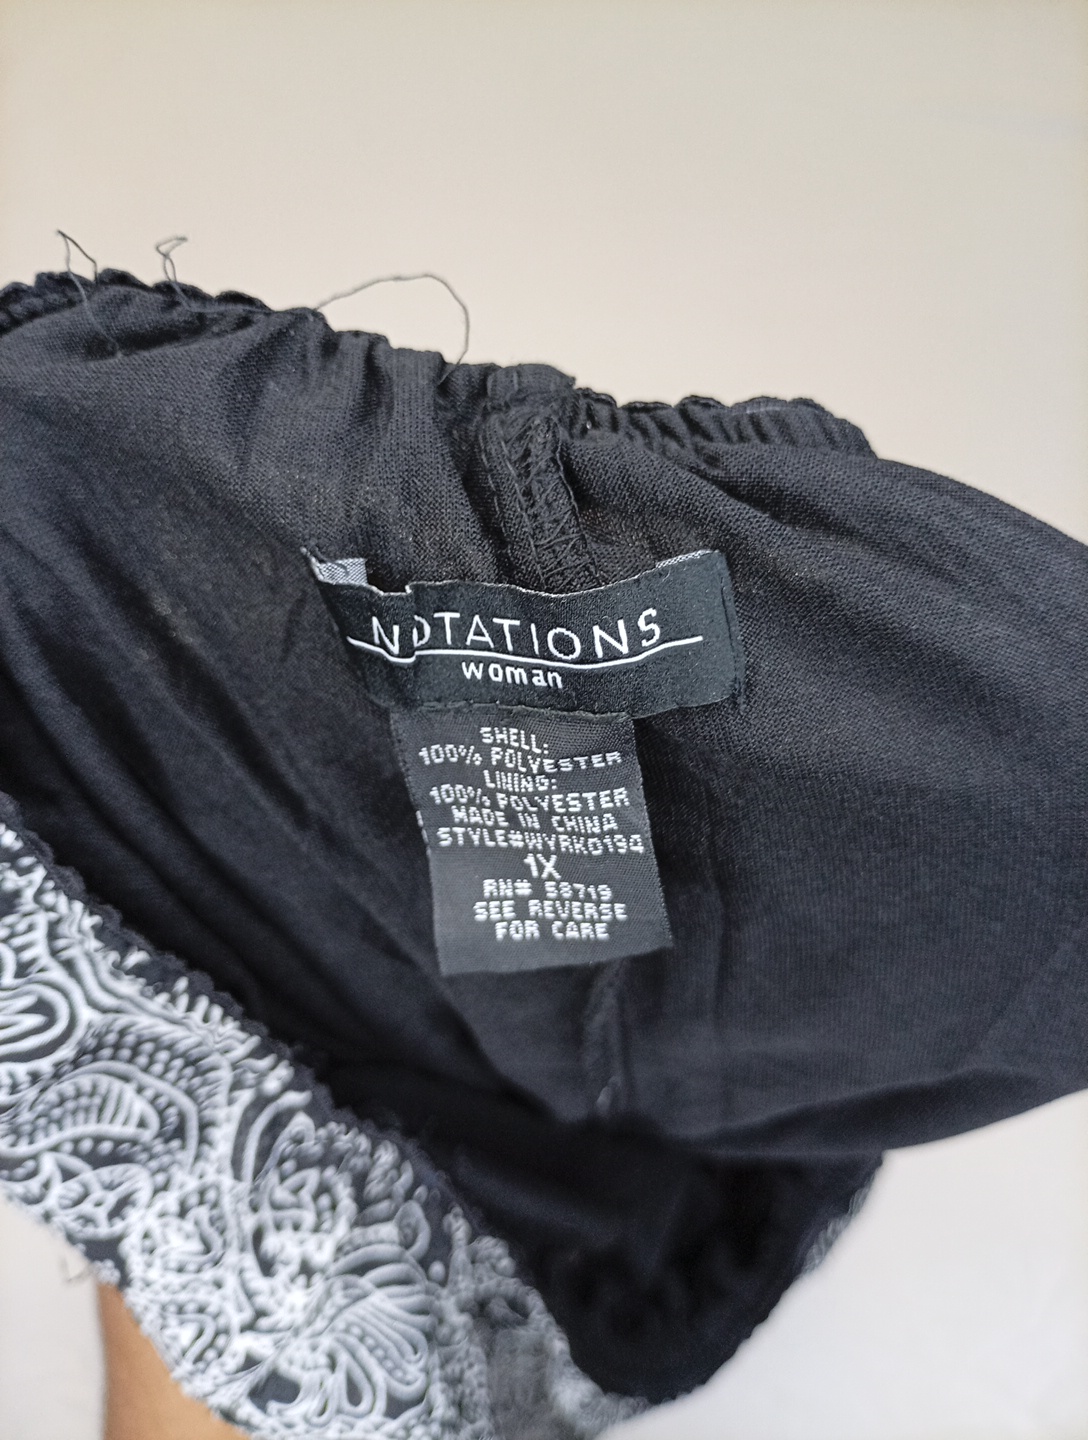 NOTATIONS
woman
SHELL:
100% POLYESTER
LINING:
100% POLYESTER
MADE IN CHINA
STYLE#WYRKD194
1X
RN# 58719
SEE REVERSE
FOR CARE